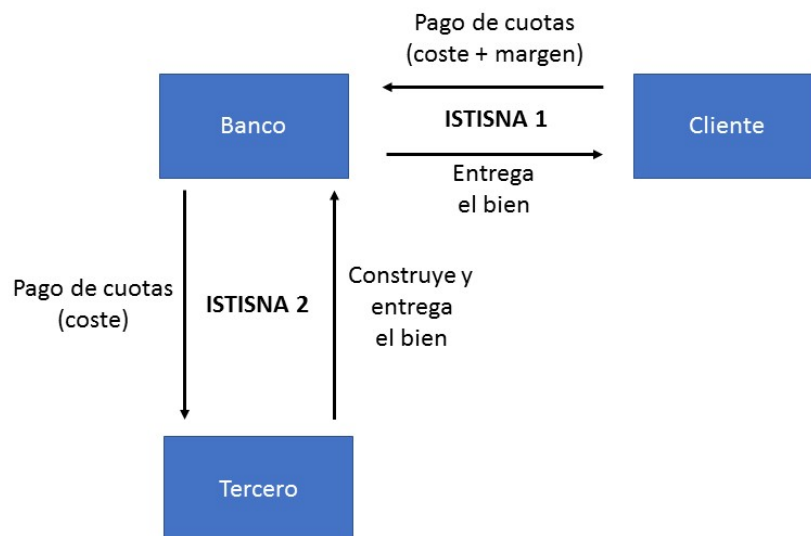 Pago de cuotas
(coste + margen)
Banco
ISTISNA 1
Cliente
Entrega
el bien
Pago de cuotas
(coste)
ISTISNA 2
Construye y
entrega
el bien
Tercero